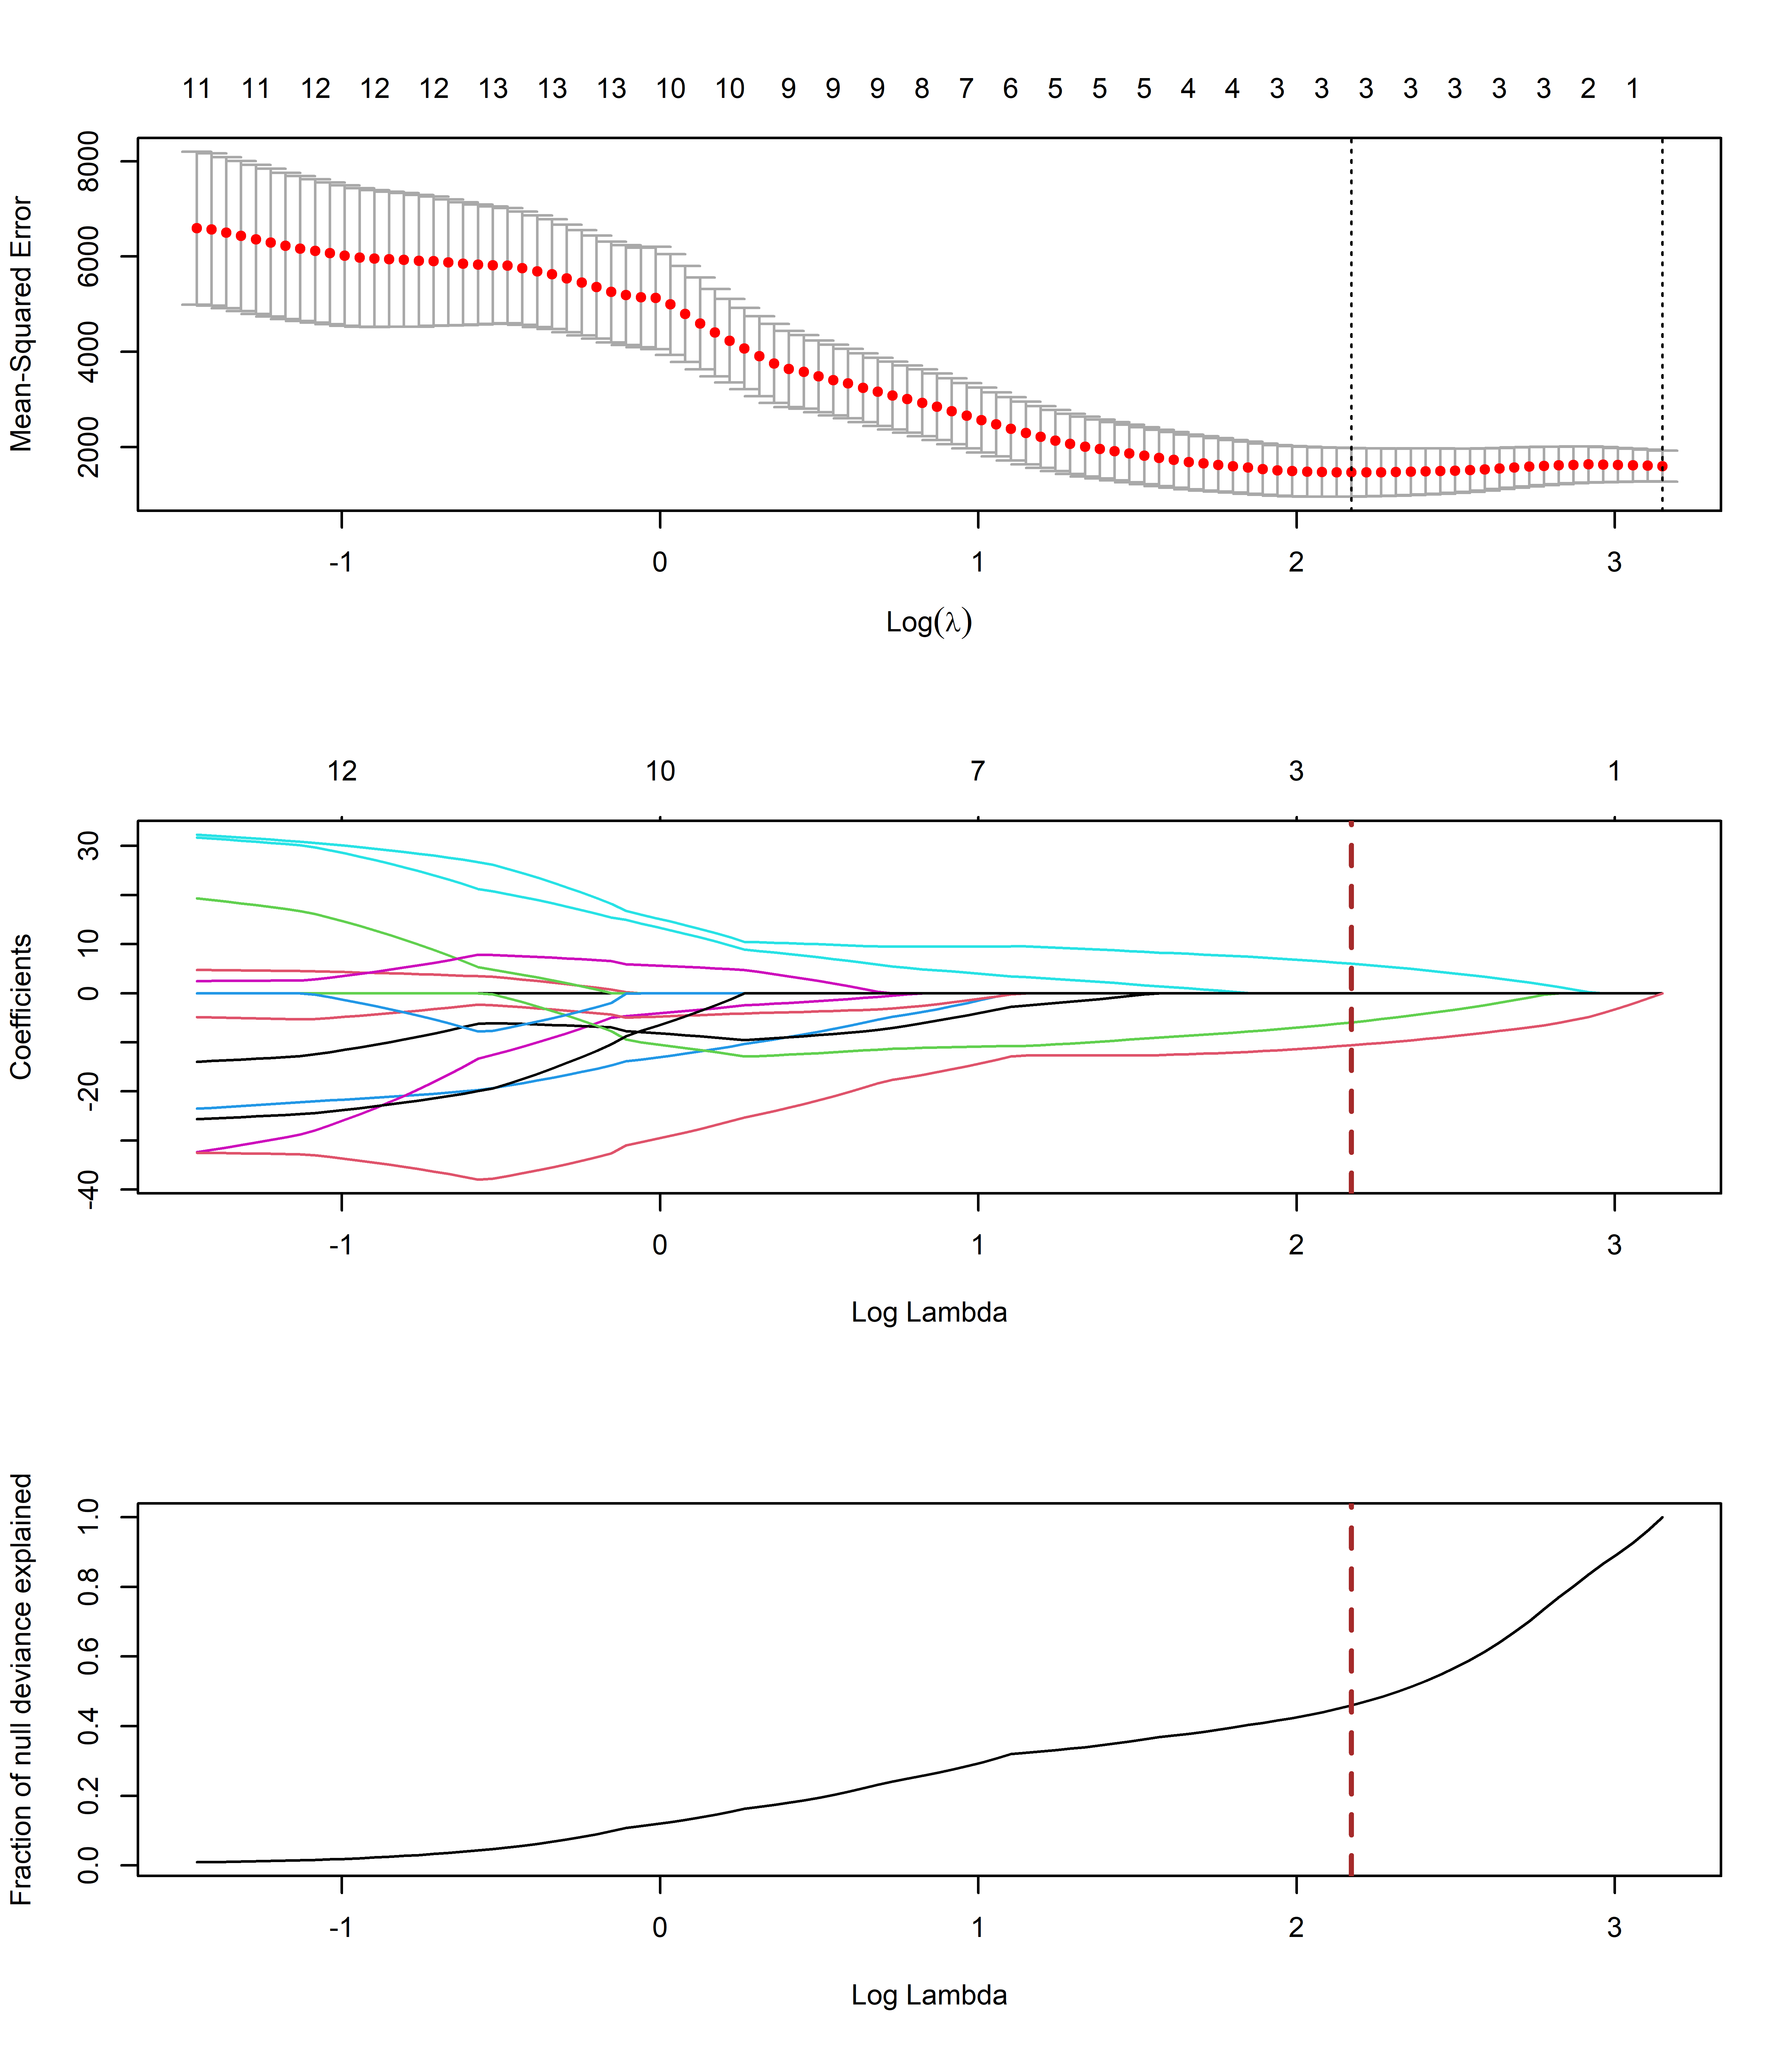 11 11 12 12 12 13 13 13 10 10 9 9 9 8 7 6 5 5 5 4 4 3 3 3 3 3 3 3 2 1
8000
6000
4000
2000
Mean-Squared Error
-1 0 1 2 3
Log(λ)
12 10 7 3 1
30
10
0
-20
-40
Coefficients
-1 0 1 2 3
Log Lambda
1.0
0.8
0.6
0.4
0.2
0.0
Fraction of null deviance explained
-1 0 1 2 3
Log Lambda